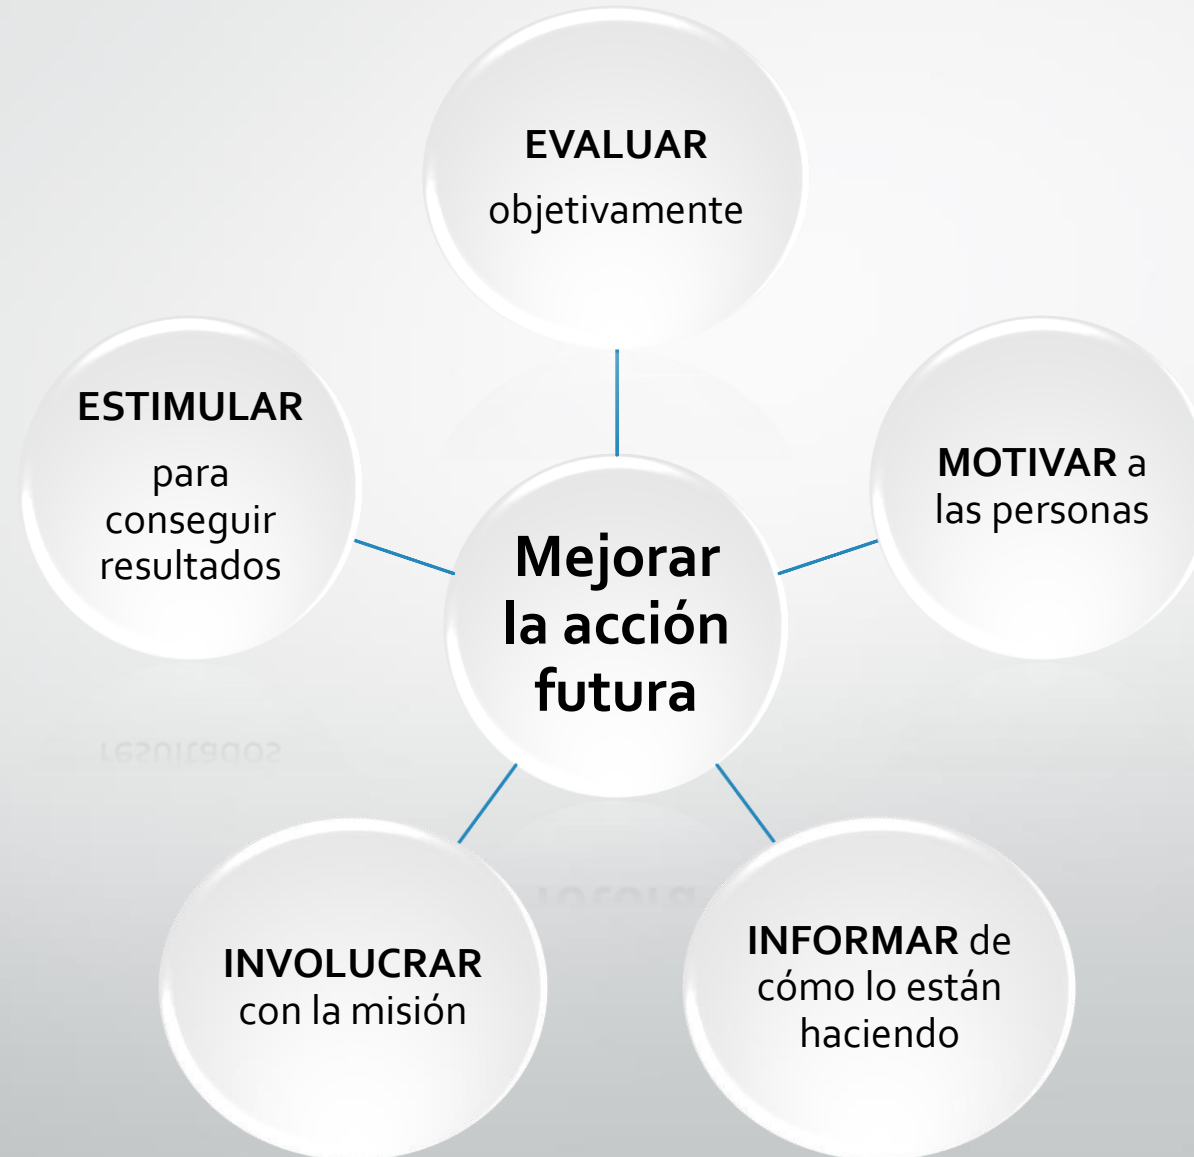 EVALUAR
objetivamente
MOTIVAR a
las personas
INFORMAR de
cómo lo están
haciendo
INVOLUCRAR
con la misión
ESTIMULAR
para
conseguir
resultados
Mejorar
la acción
futura